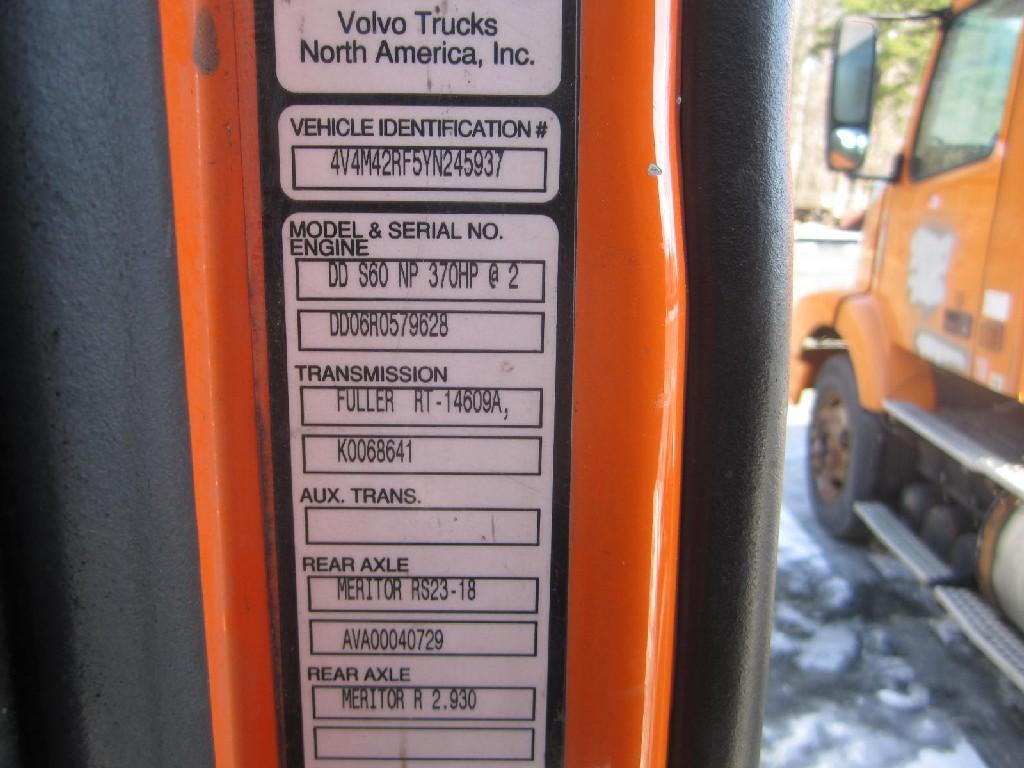 Volvo Trucks
North America, Inc.
VEHICLE IDENTIFICATION #
4V4M42RF5YN245937
MODEL & SERIAL NO.
ENGINE
DD S60 NP 370HP @ 2
DD06R0579628
TRANSMISSION
FULLER RT-14609A,
K0068641
AUX. TRANS.
REAR AXLE
MERITOR RS23-18
AVA00040729
REAR AXLE
MERITOR R 2.930